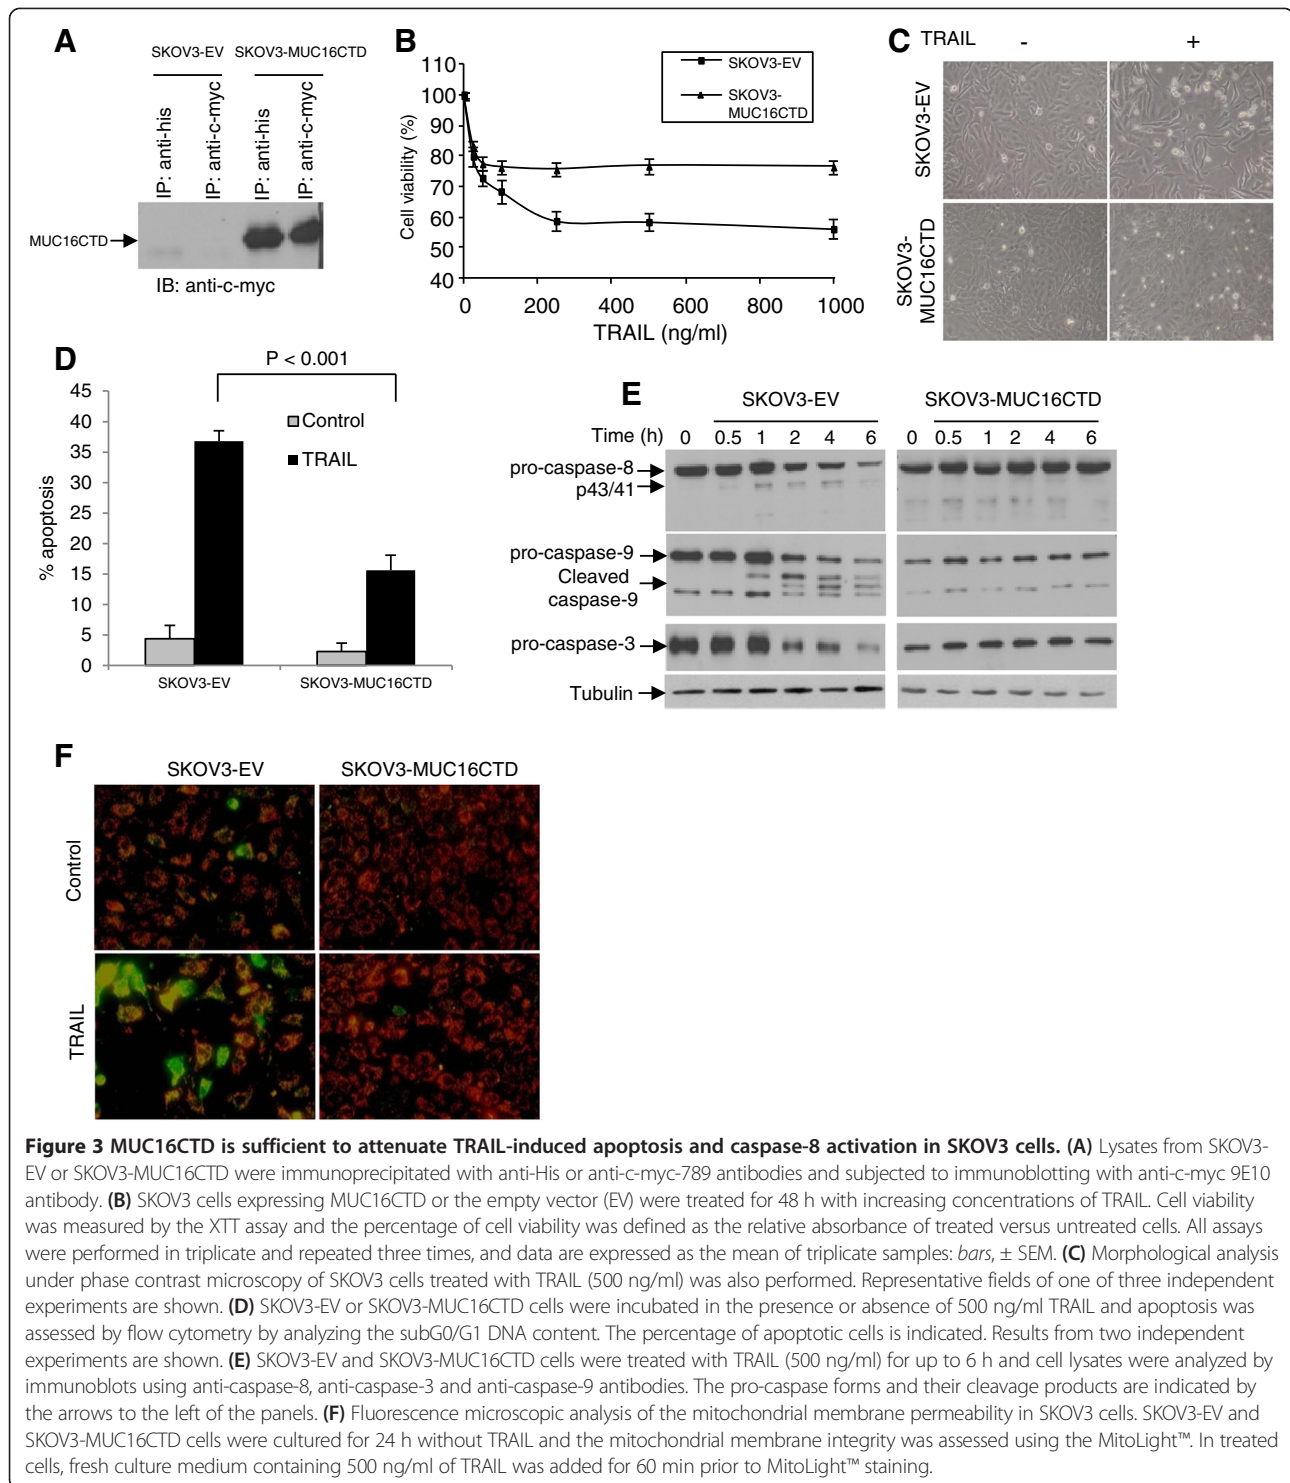 A
SKOV3-EV SKOV3-MUC16CTD
IP: anti-his
IP: anti-c-myc
IP: anti-his
IP: anti-c-myc
MUC16CTD
IB: anti-c-myc
B
110
100
90
80
70
60
50
40
Cell viability (%)
0 200 400 600 800 1000
TRAIL (ng/ml)
SKOV3-EV
SKOV3-
MUC16CTD
C
TRAIL - +
SKOV3-EV
SKOV3-
MUC16CTD
D
P < 0.001
45
40
35
30
25
20
15
10
5
0
% apoptosis
Control
TRAIL
SKOV3-EV SKOV3-MUC16CTD
E
SKOV3-EV SKOV3-MUC16CTD
Time (h) 0 0.5 1 2 4 6 0 0.5 1 2 4 6
pro-caspase-8
p43/41
pro-caspase-9
Cleaved
caspase-9
pro-caspase-3
Tubulin
F
SKOV3-EV SKOV3-MUC16CTD
Control
TRAIL
Figure 3 MUC16CTD is sufficient to attenuate TRAIL-induced apoptosis and caspase-8 activation in SKOV3 cells. (A) Lysates from SKOV3-
EV or SKOV3-MUC16CTD were immunoprecipitated with anti-His or anti-c-myc-789 antibodies and subjected to immunoblotting with anti-c-myc 9E10
antibody. (B) SKOV3 cells expressing MUC16CTD or the empty vector (EV) were treated for 48 h with increasing concentrations of TRAIL. Cell viability
was measured by the XTT assay and the percentage of cell viability was defined as the relative absorbance of treated versus untreated cells. All assays
were performed in triplicate and repeated three times, and data are expressed as the mean of triplicate samples: bars, ± SEM. (C) Morphological analysis
under phase contrast microscopy of SKOV3 cells treated with TRAIL (500 ng/ml) was also performed. Representative fields of one of three independent
experiments are shown. (D) SKOV3-EV or SKOV3-MUC16CTD cells were incubated in the presence or absence of 500 ng/ml TRAIL and apoptosis was
assessed by flow cytometry by analyzing the subG0/G1 DNA content. The percentage of apoptotic cells is indicated. Results from two independent
experiments are shown. (E) SKOV3-EV and SKOV3-MUC16CTD cells were treated with TRAIL (500 ng/ml) for up to 6 h and cell lysates were analyzed by
immunoblots using anti-caspase-8, anti-caspase-3 and anti-caspase-9 antibodies. The pro-caspase forms and their cleavage products are indicated by
the arrows to the left of the panels. (F) Fluorescence microscopic analysis of the mitochondrial membrane permeability in SKOV3 cells. SKOV3-EV and
SKOV3-MUC16CTD cells were cultured for 24 h without TRAIL and the mitochondrial membrane integrity was assessed using the MitoLight™. In treated
cells, fresh culture medium containing 500 ng/ml of TRAIL was added for 60 min prior to MitoLight™ staining.